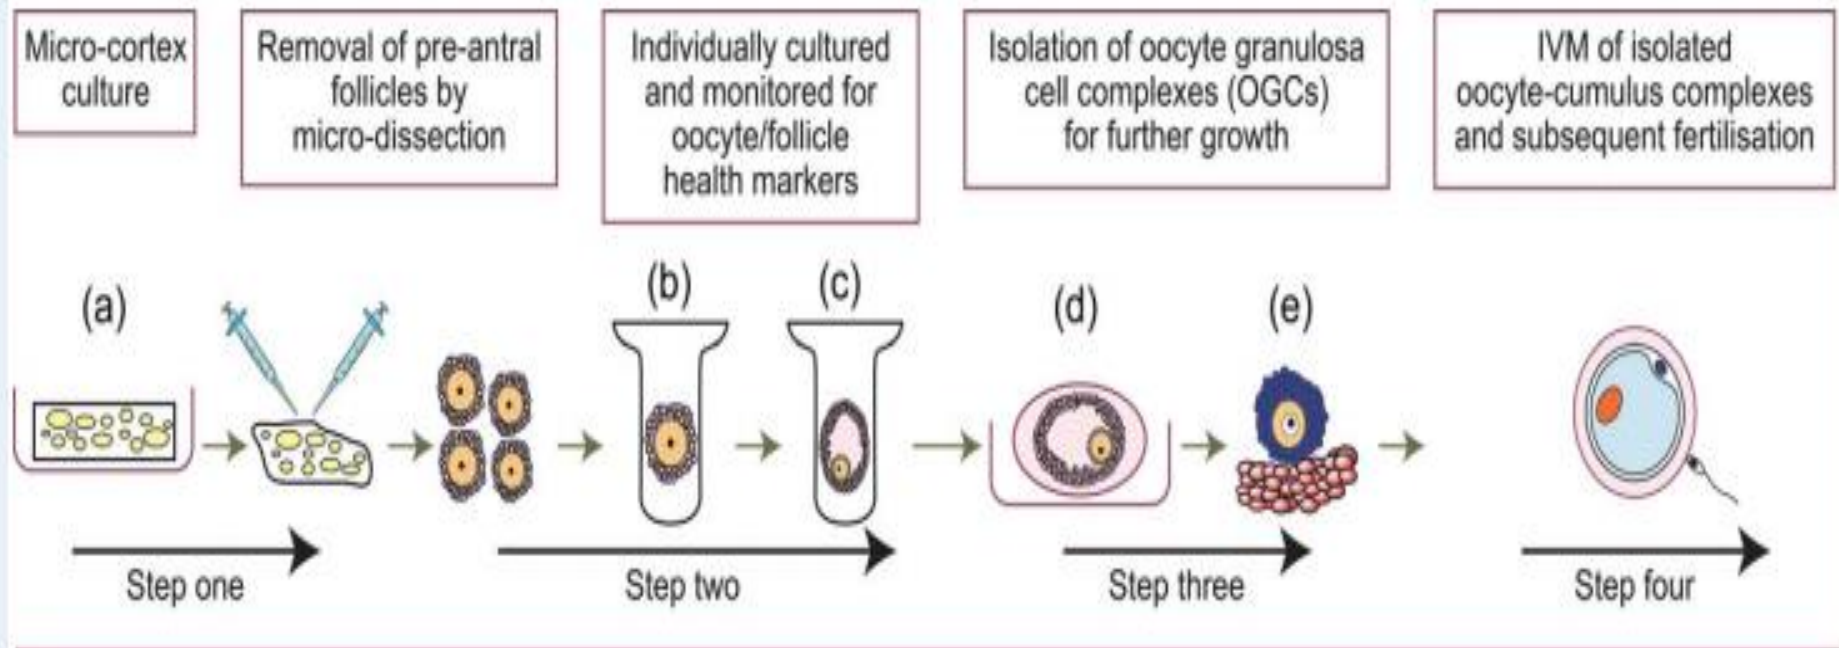 Micro-cortex
culture
Removal of pre-antral
follicles by
micro-dissection
Individually cultured
and monitored for
oocyte/follicle
health markers
Isolation of oocyte granulosa
cell complexes (OGCs)
for further growth
IVM of isolated
oocyte-cumulus complexes
and subsequent fertilisation
(a)
(b)
(c)
(d)
(e)
Step one
Step two
Step three
Step four